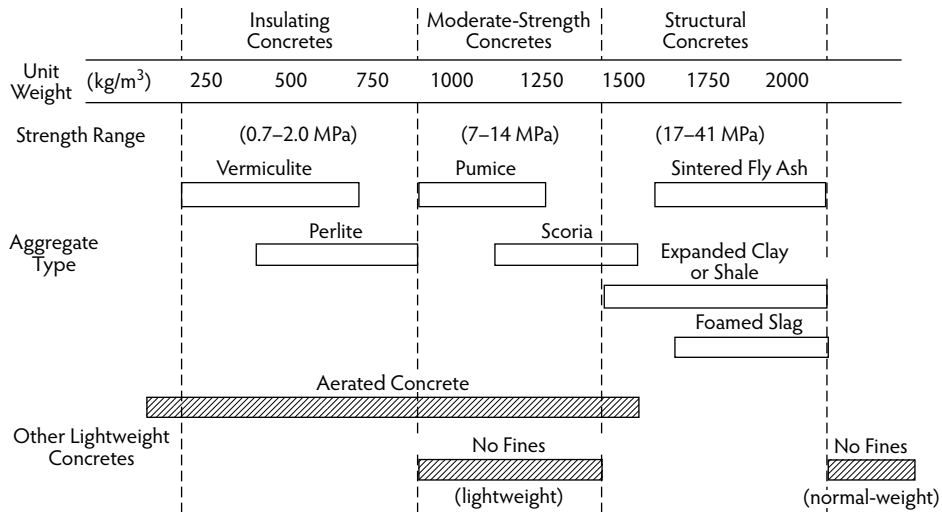 Insulating
Concretes
Moderate-Strength
Concretes
Structural
Concretes
Unit
Weight
(kg/m³)
250 500 750 1000 1250 1500 1750 2000
Strength Range
(0.7–2.0 MPa)
(7–14 MPa)
(17–41 MPa)
Vermiculite
Pumice
Sintered Fly Ash
Aggregate
Type
Perlite
Scoria
Expanded Clay
or Shale
Foamed Slag
Aerated Concrete
Other Lightweight
Concretes
No Fines
(lightweight)
No Fines
(normal-weight)